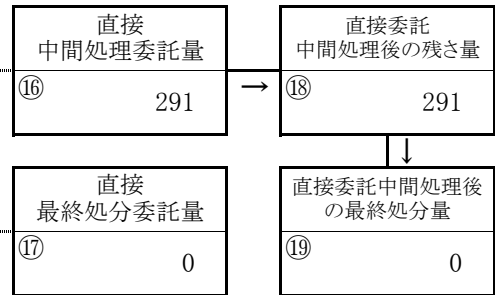 直接
中間処理委託量
⑯
291
→
直接委託
中間処理後の残さ量
⑱
291
↓
直接
最終処分委託量
⑰
0
直接委託中間処理後
の最終処分量
⑲
0